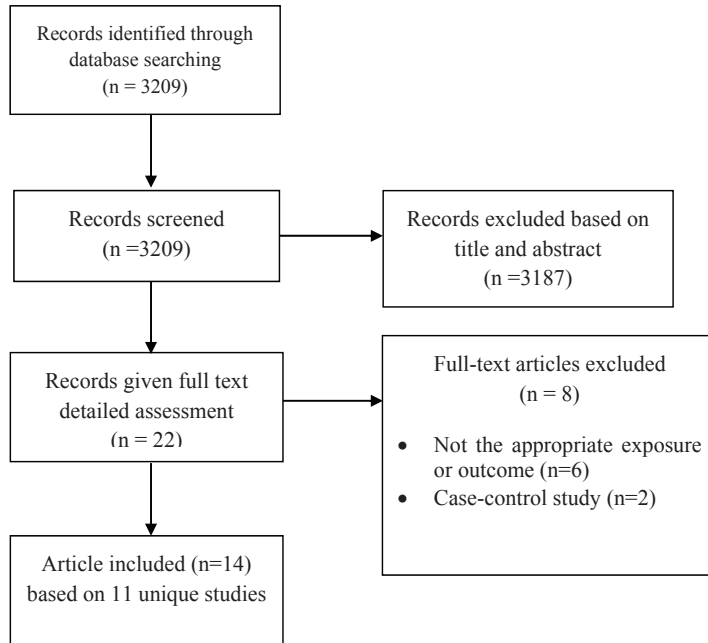 Records identified through
database searching
(n = 3209)
Records screened
(n =3209)
Records excluded based on
title and abstract
(n =3187)
Records given full text
detailed assessment
(n = 22)
Full-text articles excluded
(n = 8)
• Not the appropriate exposure
or outcome (n=6)
• Case-control study (n=2)
Article included (n=14)
based on 11 unique studies